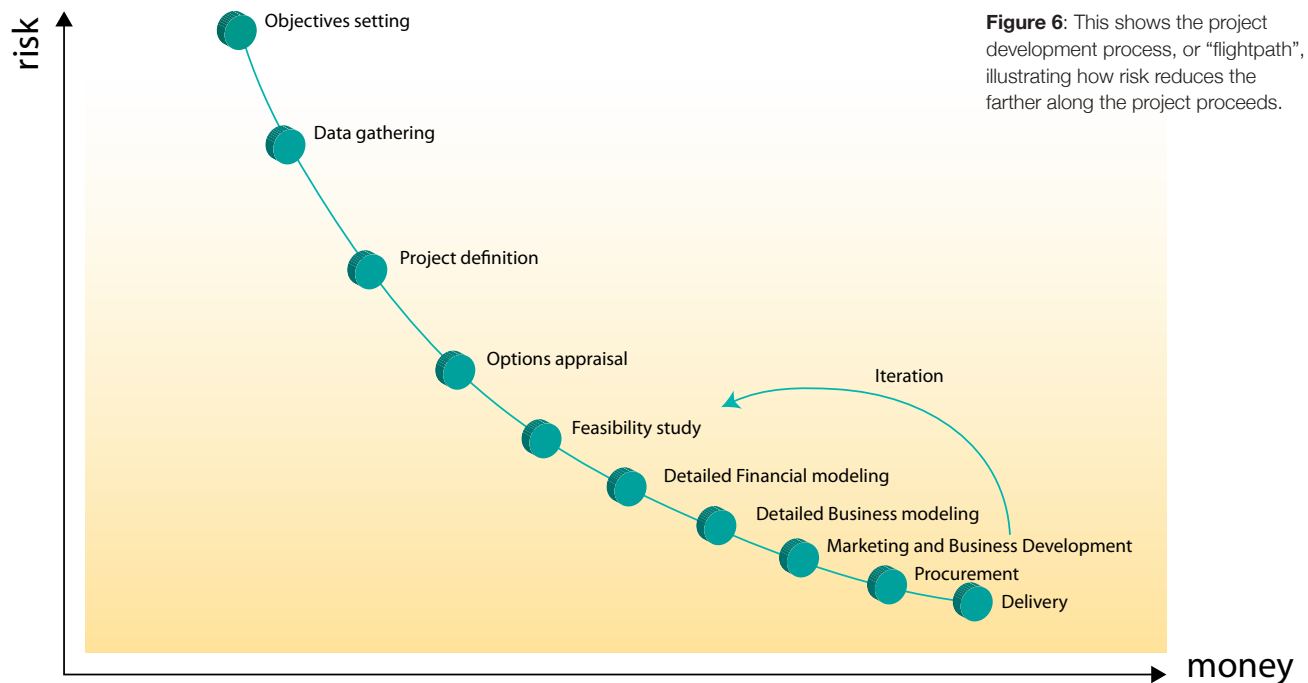 risk
Objectives setting
Figure 6: This shows the project
development process, or “flightpath”,
illustrating how risk reduces the
farther along the project proceeds.
Data gathering
Project definition
Options appraisal
Iteration
Feasibility study
Detailed Financial modeling
Detailed Business modeling
Marketing and Business Development
Procurement
Delivery
money